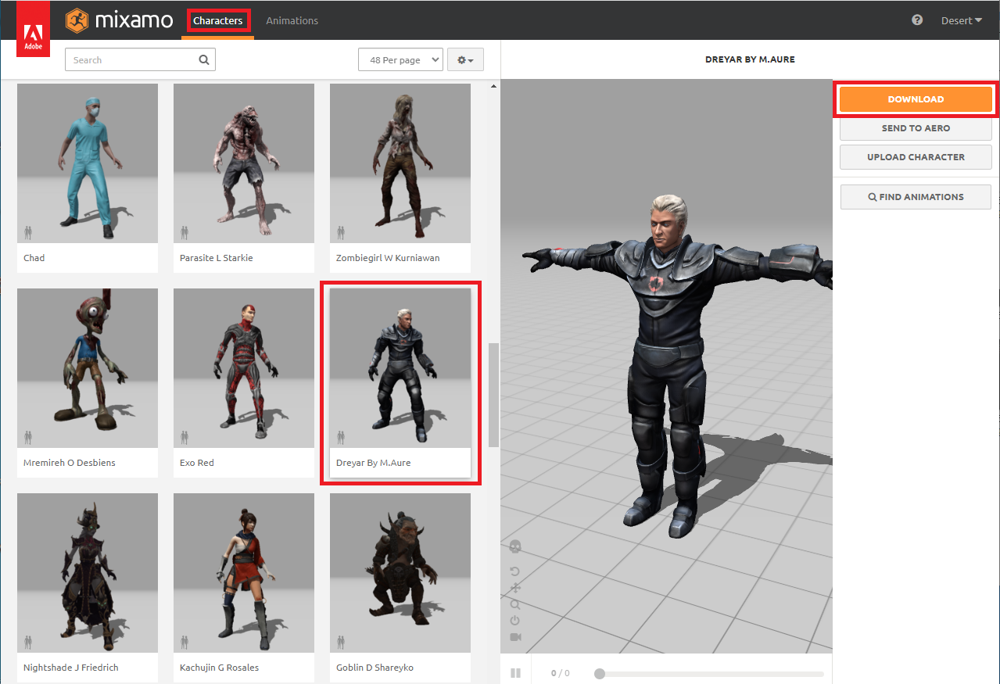 Adobe
mixamo
Characters
Animations
Desert
Search
48 Per page
DREYAR BY M.AURE
Chad
Parasite L Starkie
Zombiegirl W Kurniawan
Mremireh O Desbiens
Exo Red
Dreyar By M.Aure
Nightshade J Friedrich
Kachujin G Rosales
Goblin D Shareyko
DOWNLOAD
SEND TO AERO
UPLOAD CHARACTER
FIND ANIMATIONS
0 / 0